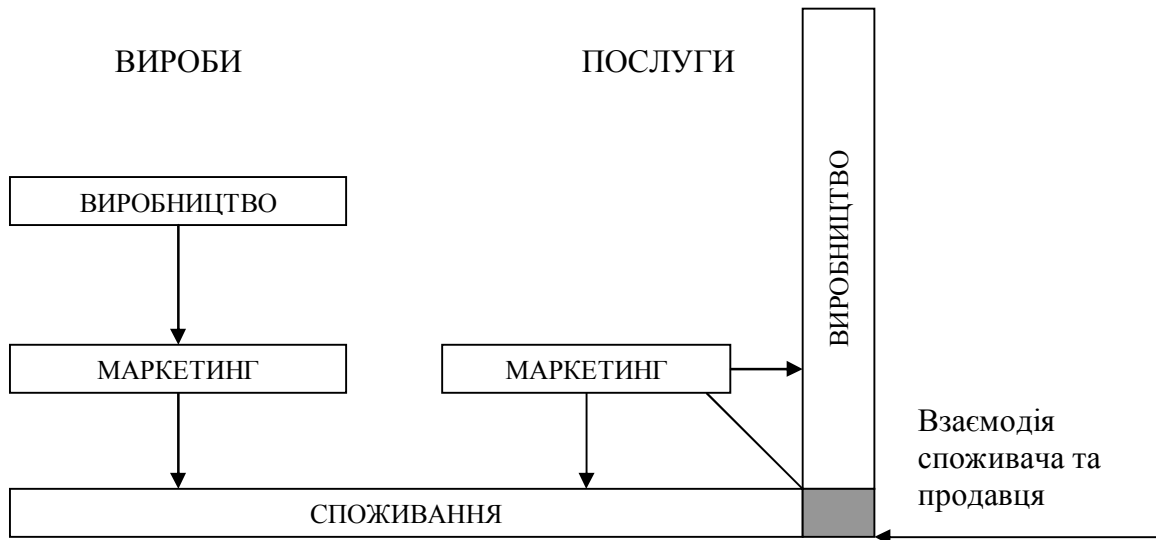 ВИРОБИ
ПОСЛУГИ
ВИРОБНИЦТВО
ВИРОБНИЦТВО
МАРКЕТИНГ
МАРКЕТИНГ
Взаємодія
споживача та
продавця
СПОЖИВАННЯ